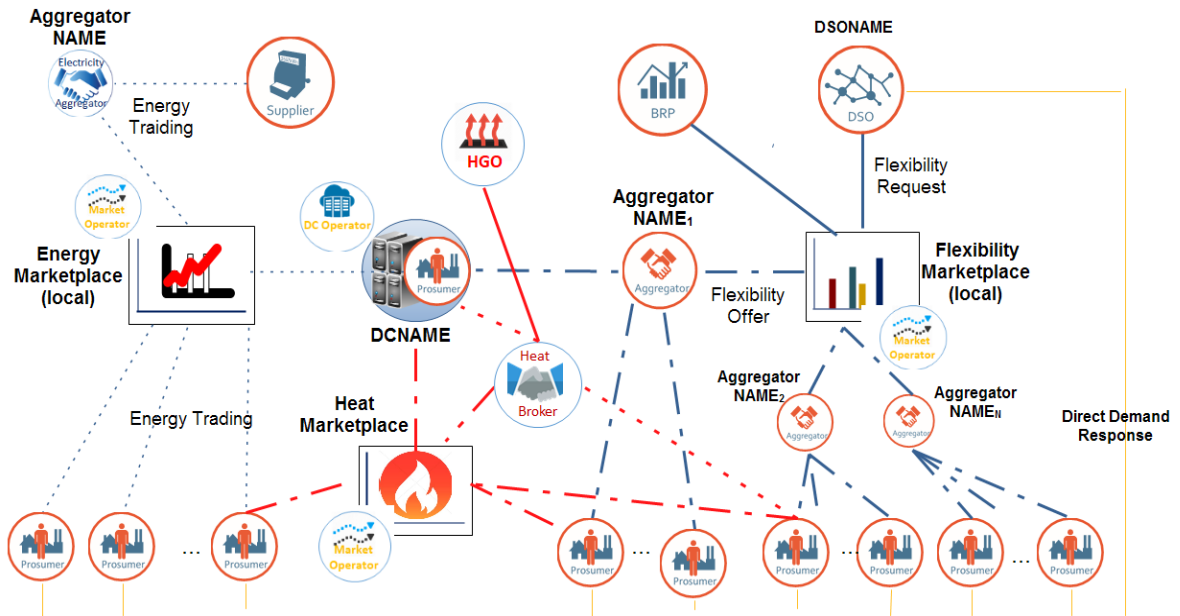 Aggregator
NAME
Electricity
Aggregator
Supplier
Energy
Traiding
BRP
DSONAME
DSO
HGO
Flexibility
Request
Market
Operator
DC Operator
Aggregator
NAME1
Energy
Marketplace
(local)
Prosumer
Aggregator
Flexibility
Marketplace
(local)
Flexibility
Offer
DCNAME
Market
Operator
Heat
Broker
Aggregator
NAME2
Aggregator
NAMEN
Heat
Marketplace
Energy Trading
Aggregator
Aggregator
Direct Demand
Response
Market
Operator
Prosumer
Prosumer
...
Prosumer
Prosumer
...
Prosumer
Prosumer
...
Prosumer
Prosumer
...
Prosumer